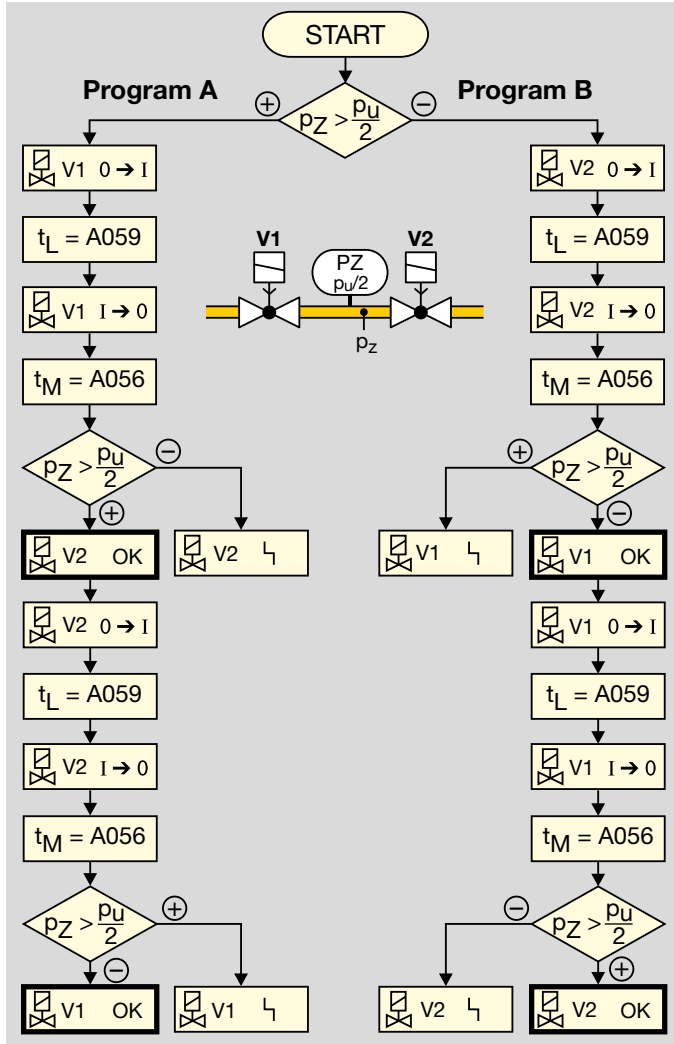 START
Program A
Program B
+
pZ > pu/2
−
V1 0 ➔ I
V2 0 ➔ I
tL = A059
tL = A059
V1
V2
PZ
pu/2
pz
V1 I ➔ 0
V2 I ➔ 0
tM = A056
tM = A056
pZ > pu/2
−
+
pZ > pu/2
+
−
V2 OK
V2
V1
V1 OK
V2 0 ➔ I
V1 0 ➔ I
tL = A059
tL = A059
V2 I ➔ 0
V1 I ➔ 0
tM = A056
tM = A056
pZ > pu/2
+
−
pZ > pu/2
−
+
V1 OK
V1
V2
V2 OK